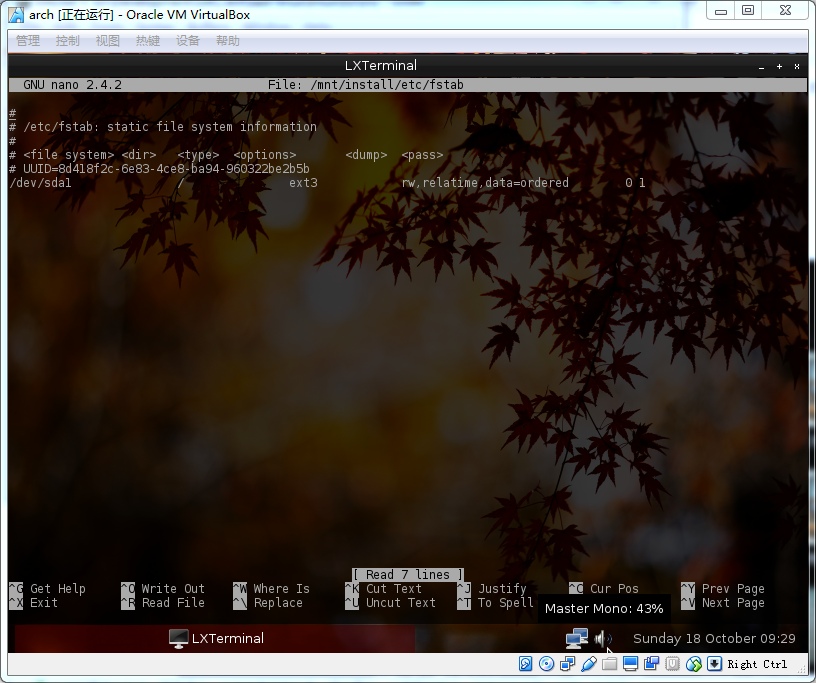 arch [正在运行] - Oracle VM VirtualBox
管理 控制 视图 热键 设备 帮助
LXTerminal
GNU nano 2.4.2 File: /mnt/install/etc/fstab
#
# /etc/fstab: static file system information
#
# <file system> <dir> <type> <options> <dump> <pass>
# UUID=8d418f2c-6e83-4ce8-ba94-960322be2b5b
/dev/sda1 / ext3 rw,relatime,data=ordered 0 1
[ Read 7 lines ]
^G Get Help ^O Write Out ^W Where Is ^K Cut Text ^J Justify ^C Cur Pos ^Y Prev Page
^X Exit ^R Read File ^\ Replace ^U Uncut Text ^T To Spell ^V Next Page
Master Mono: 43%
LXTerminal
Sunday 18 October 09:29
Right Ctrl